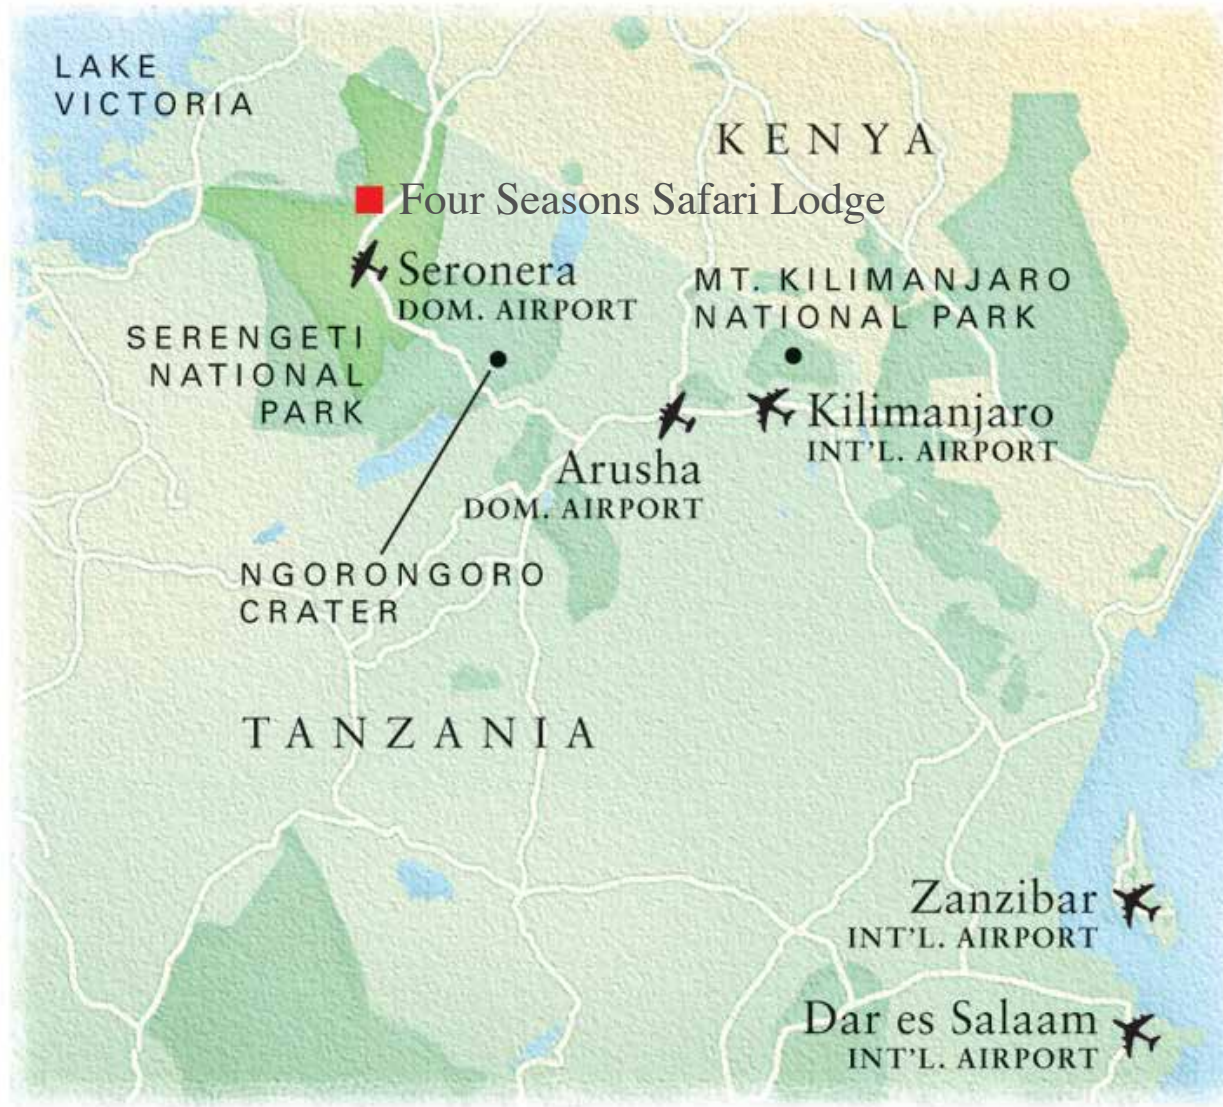 LAKE
VICTORIA
KENYA
Four Seasons Safari Lodge
Seronera
DOM. AIRPORT
MT. KILIMANJARO
NATIONAL PARK
SERENGETI
NATIONAL
PARK
Kilimanjaro
INT'L. AIRPORT
Arusha
DOM. AIRPORT
NGORONGORO
CRATER
TANZANIA
Zanzibar
INT'L. AIRPORT
Dar es Salaam
INT'L. AIRPORT